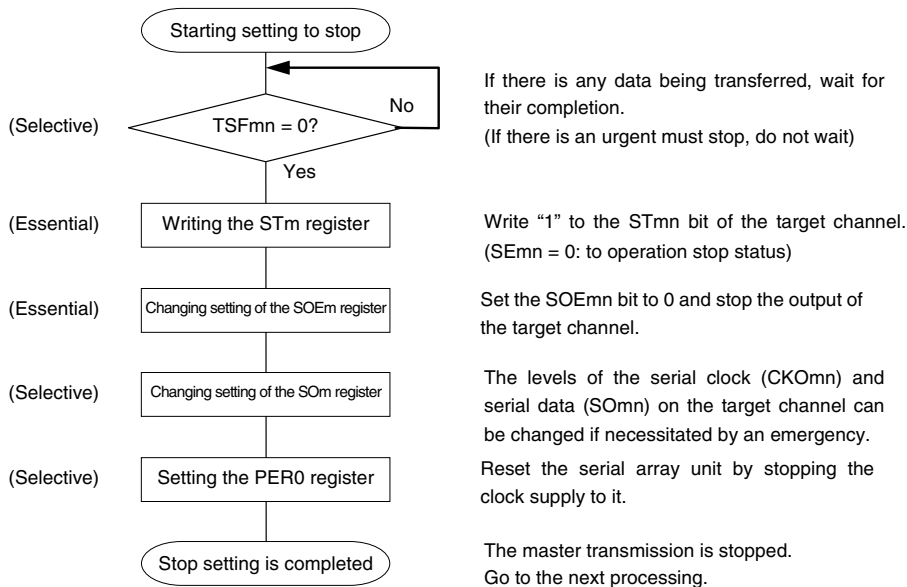 Starting setting to stop
No
If there is any data being transferred, wait for
their completion.
(If there is an urgent must stop, do not wait)
(Selective)
TSFmn = 0?
Yes
(Essential)
Writing the STm register
Write “1” to the STmn bit of the target channel.
(SEmn = 0: to operation stop status)
(Essential)
Changing setting of the SOEm register
Set the SOEmn bit to 0 and stop the output of
the target channel.
(Selective)
Changing setting of the SOm register
The levels of the serial clock (CKOmn) and
serial data (SOmn) on the target channel can
be changed if necessitated by an emergency.
(Selective)
Setting the PER0 register
Reset the serial array unit by stopping the
clock supply to it.
Stop setting is completed
The master transmission is stopped.
Go to the next processing.